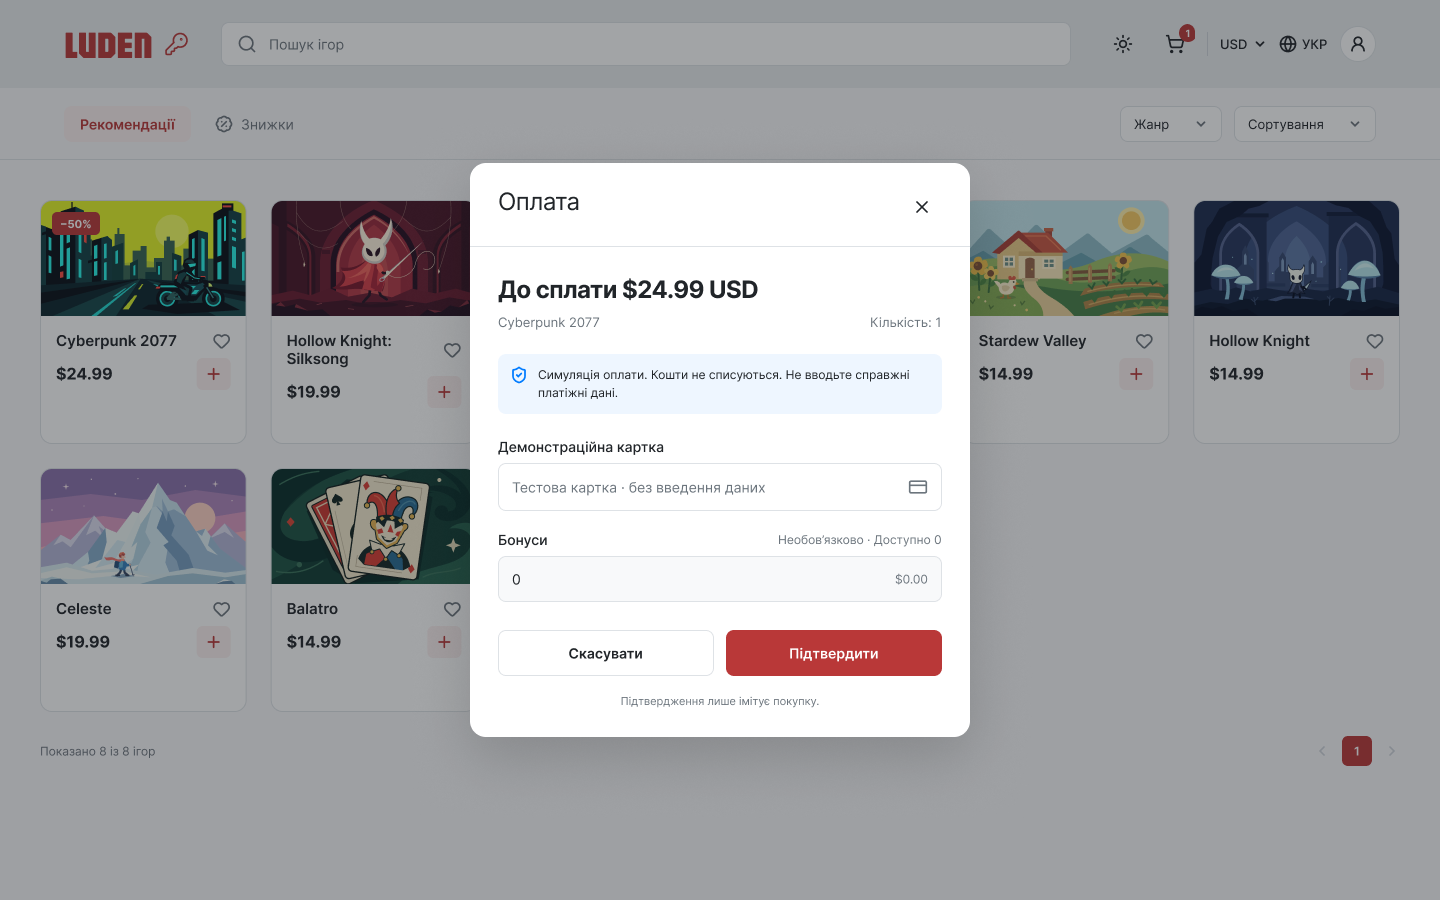 LUDEN
Пошук ігор
1
USD
УКР
Рекомендації
Знижки
Жанр
Сортування
−50%
Cyberpunk 2077
$24.99
Hollow Knight:
Silksong
$19.99
Stardew Valley
$14.99
Hollow Knight
$14.99
Celeste
$19.99
Balatro
$14.99
Оплата
До сплати $24.99 USD
Cyberpunk 2077
Кількість: 1
Симуляція оплати. Кошти не списуються. Не вводьте справжні
платіжні дані.
Демонстраційна картка
Тестова картка · без введення даних
Бонуси
Необов'язково · Доступно 0
0
$0.00
Скасувати
Підтвердити
Підтвердження лише імітує покупку.
Показано 8 із 8 ігор
1